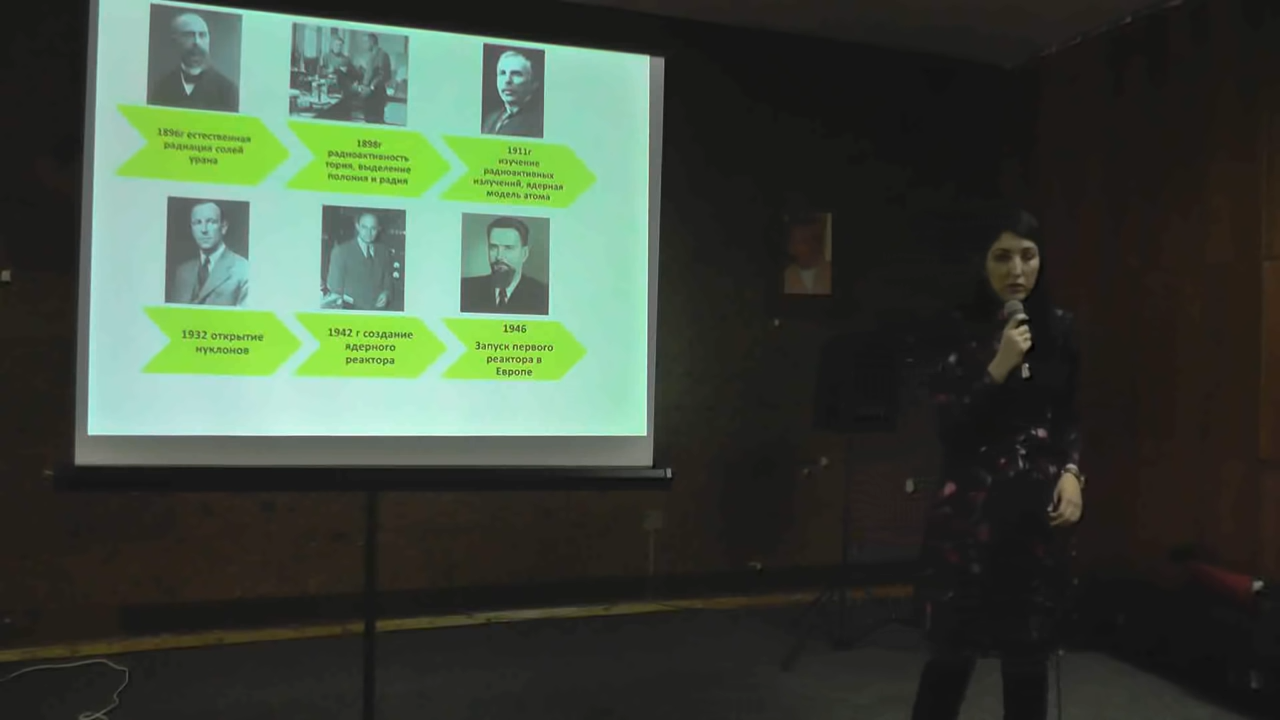 1896г естественная
радиация солей
урана
1898г
радиоактивность
тория, выделение
полония и радия
1911г
изучение
радиоактивных
излучений, ядерная
модель атома
1932 открытие
нуклонов
1942 г создание
ядерного
реактора
1946
Запуск первого
реактора в
Европе